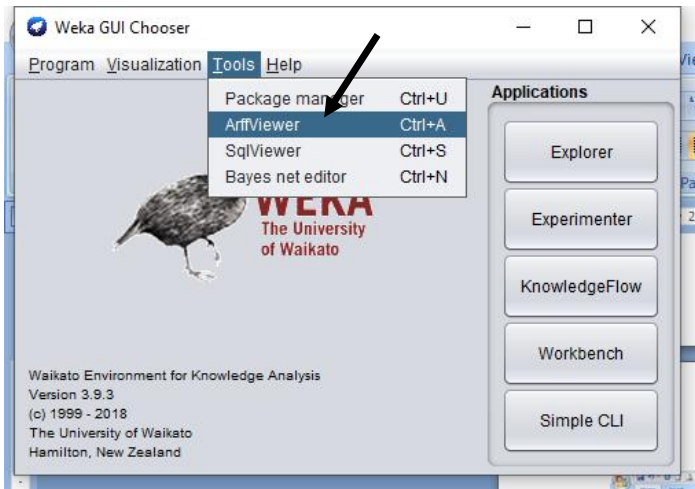 Weka GUI Chooser
Program Visualization Tools Help
Package manager Ctrl+U
ArffViewer Ctrl+A
SqlViewer Ctrl+S
Bayes net editor Ctrl+N
WEKA
The University
of Waikato
Waikato Environment for Knowledge Analysis
Version 3.9.3
(c) 1999 - 2018
The University of Waikato
Hamilton, New Zealand
Applications
Explorer
Experimenter
KnowledgeFlow
Workbench
Simple CLI